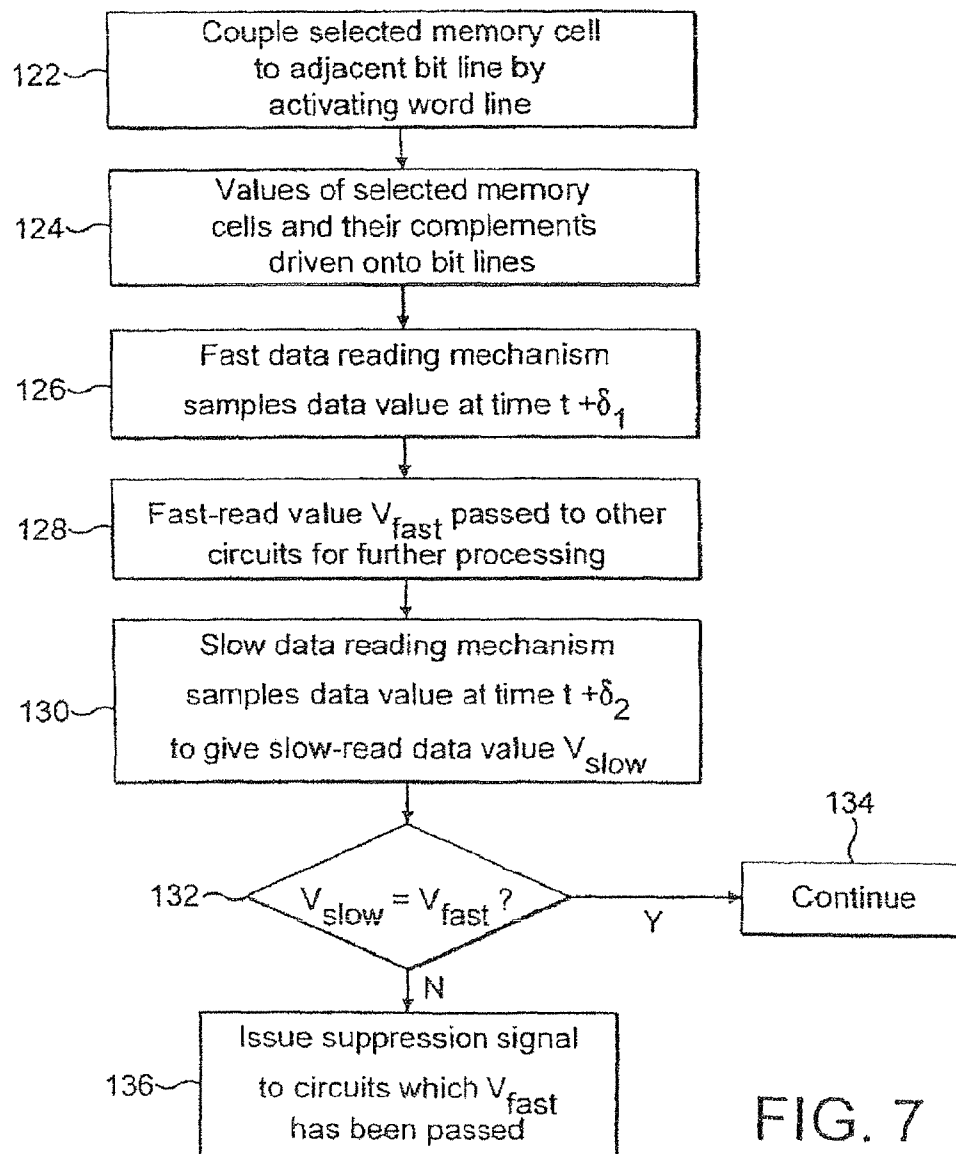 122
Couple selected memory cell
to adjacent bit line by
activating word line
124
Values of selected memory
cells and their complements
driven onto bit lines
126
Fast data reading mechanism
samples data value at time t +δ1
128
Fast-read value Vfast passed to other
circuits for further processing
130
Slow data reading mechanism
samples data value at time t +δ2
to give slow-read data value Vslow
132
Vslow = Vfast ?
Y
134
Continue
N
136
Issue suppression signal
to circuits which Vfast
has been passed
FIG. 7